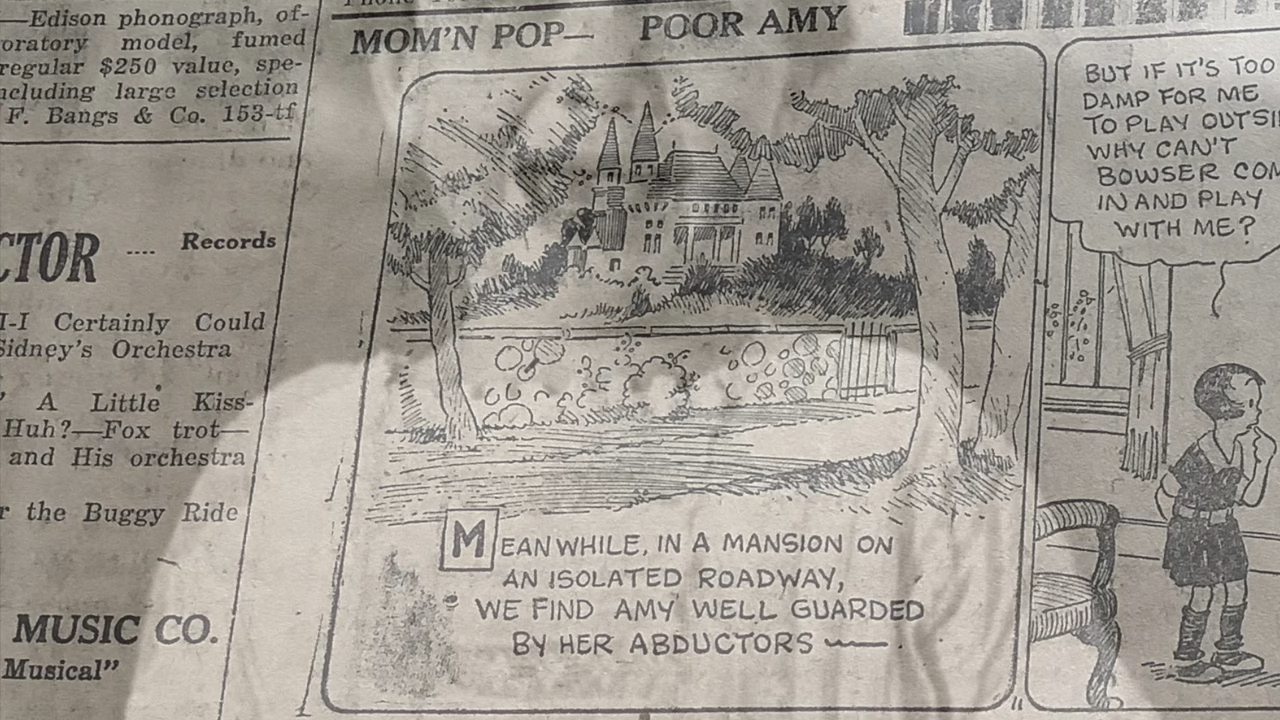 —Edison phonograph, of-
oratory model, fumed
regular $250 value, spe-
ncluding large selection
F. Bangs & Co. 153-tf
CTOR .... Records
I-I Certainly Could
Sidney's Orchestra
A Little Kiss-
Huh?—Fox trot—
and His orchestra
r the Buggy Ride
MUSIC CO.
Musical"
MOM'N POP— POOR AMY
MEANWHILE, IN A MANSION ON
AN ISOLATED ROADWAY,
WE FIND AMY WELL GUARDED
BY HER ABDUCTORS —
BUT IF IT'S TOO
DAMP FOR ME
TO PLAY OUTSI
WHY CAN'T
BOWSER COM
IN AND PLAY
WITH ME?